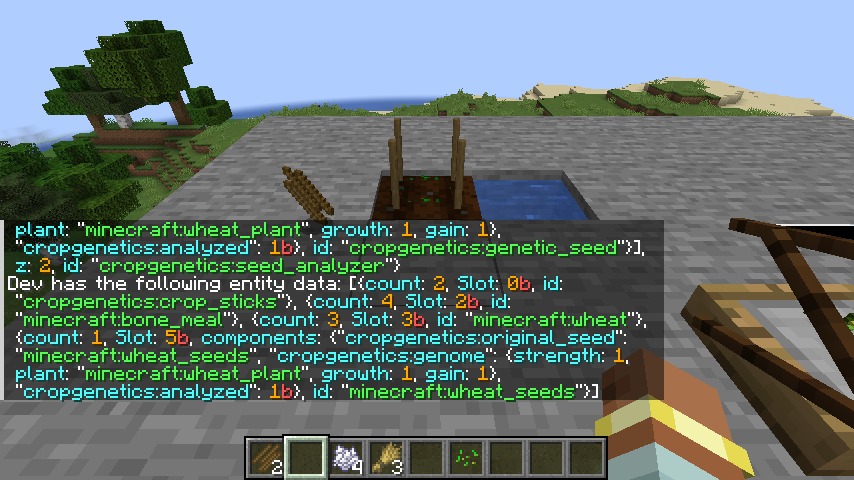 plant: "minecraft:wheat_plant", growth: 1, gain: 1},
"cropgenetics:analyzed": 1b}, id: "cropgenetics:genetic_seed"}],
z: 2, id: "cropgenetics:seed_analyzer"}
Dev has the following entity data: [{count: 2, Slot: 0b, id:
"cropgenetics:crop_sticks"}, {count: 4, Slot: 2b, id:
"minecraft:bone_meal"}, {count: 3, Slot: 3b, id: "minecraft:wheat"},
{count: 1, Slot: 5b, components: {"cropgenetics:original_seed":
"minecraft:wheat_seeds", "cropgenetics:genome": {strength: 1,
plant: "minecraft:wheat_plant", growth: 1, gain: 1},
"cropgenetics:analyzed": 1b}, id: "minecraft:wheat_seeds"}]
2 4 3